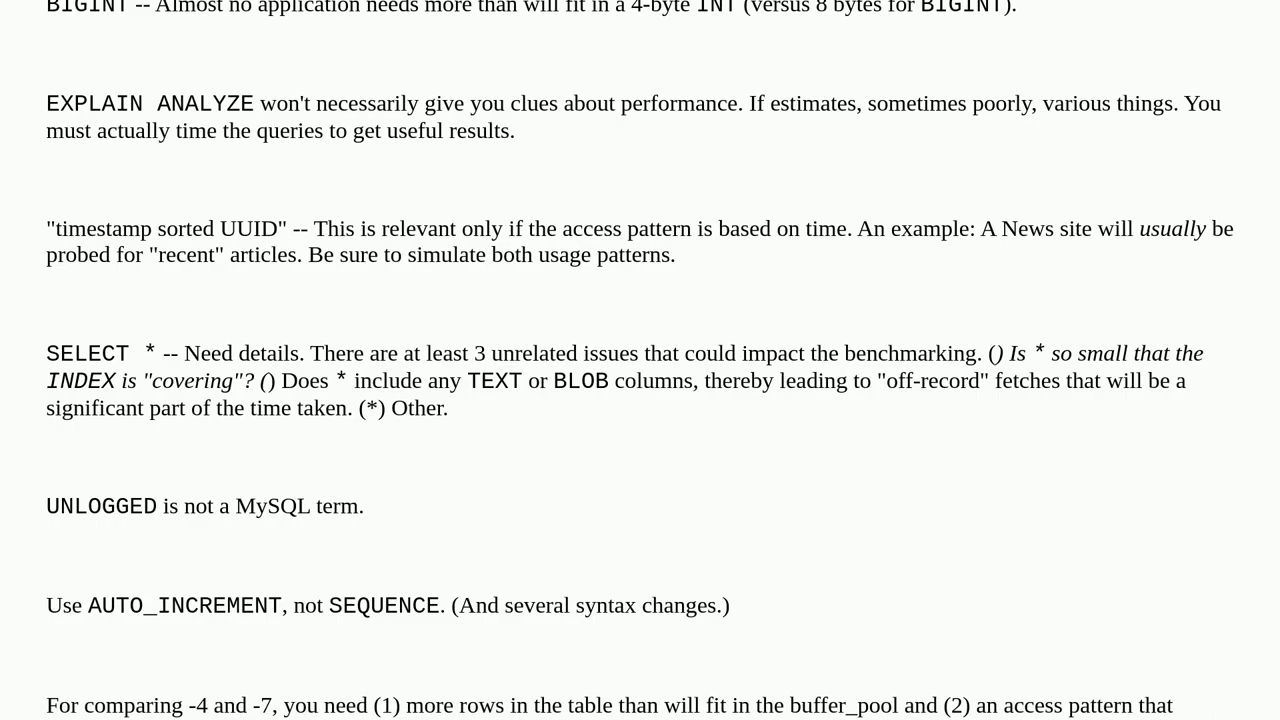 BIGINT -- Almost no application needs more than will fit in a 4-byte INT (versus 8 bytes for BIGINT).
EXPLAIN ANALYZE won't necessarily give you clues about performance. If estimates, sometimes poorly, various things. You
must actually time the queries to get useful results.
"timestamp sorted UUID" -- This is relevant only if the access pattern is based on time. An example: A News site will usually be
probed for "recent" articles. Be sure to simulate both usage patterns.
SELECT * -- Need details. There are at least 3 unrelated issues that could impact the benchmarking. () Is * so small that the
INDEX is "covering"? () Does * include any TEXT or BLOB columns, thereby leading to "off-record" fetches that will be a
significant part of the time taken. (*) Other.
UNLOGGED is not a MySQL term.
Use AUTO_INCREMENT, not SEQUENCE. (And several syntax changes.)
For comparing -4 and -7, you need (1) more rows in the table than will fit in the buffer_pool and (2) an access pattern that